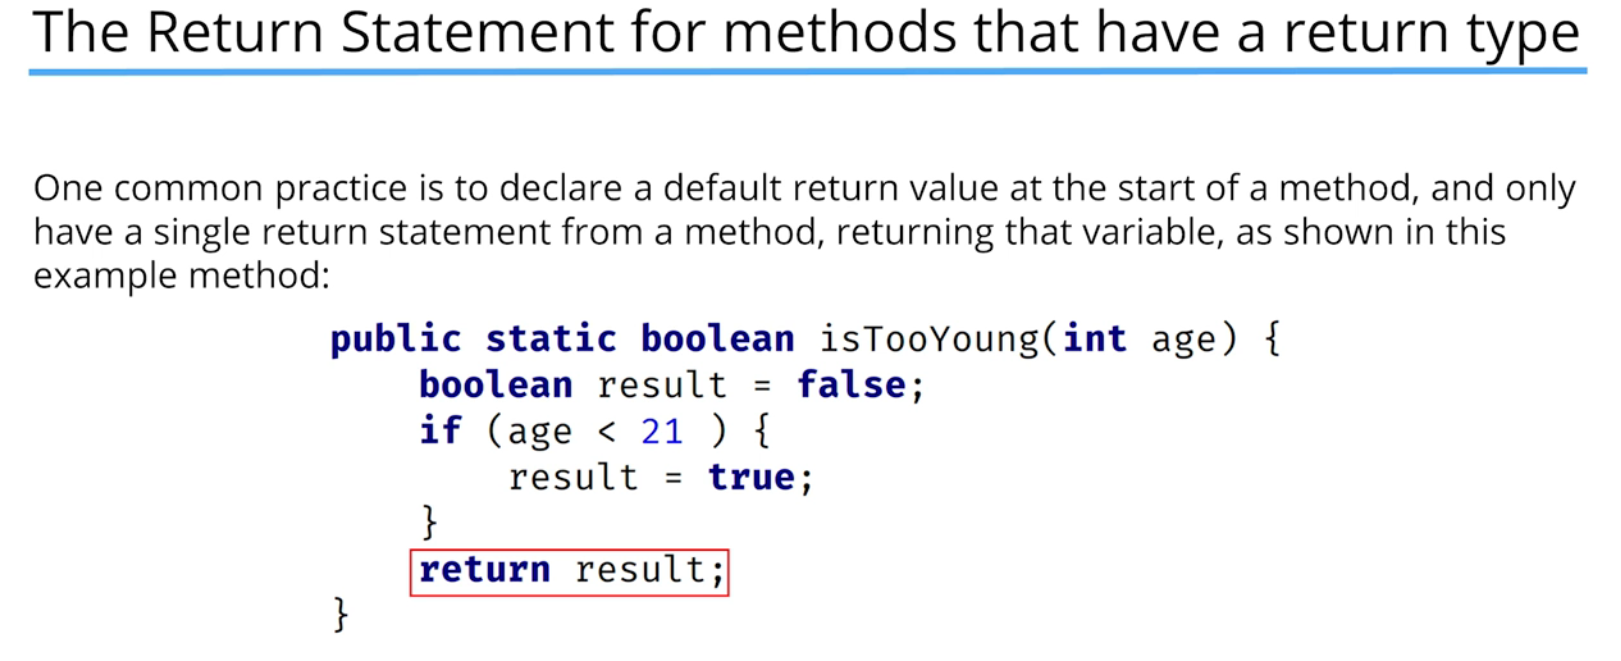 The Return Statement for methods that have a return type
One common practice is to declare a default return value at the start of a method, and only
have a single return statement from a method, returning that variable, as shown in this
example method:
public static boolean isTooYoung(int age) {
    boolean result = false;
    if (age < 21 ) {
        result = true;
    }
    return result;
}